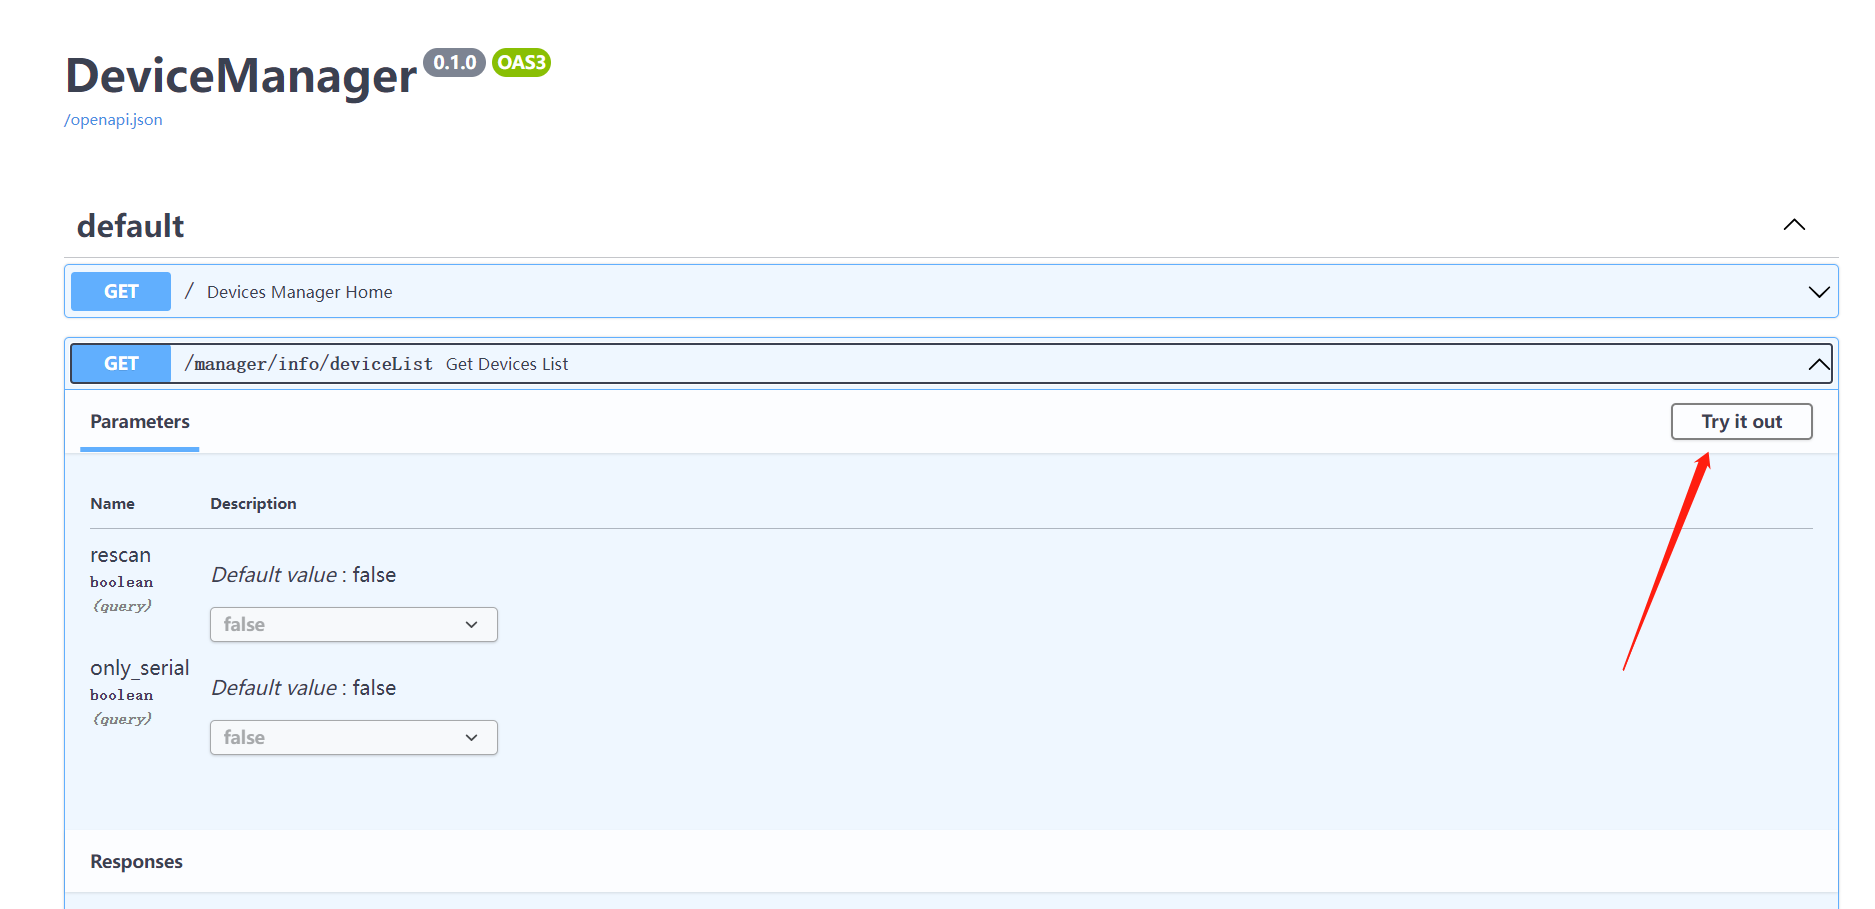 DeviceManager 0.1.0 OAS3
/openapi.json
default
GET / Devices Manager Home
GET /manager/info/deviceList Get Devices List
Parameters Try it out
Name Description
rescan
boolean
(query)
Default value : false
false
only_serial
boolean
(query)
Default value : false
false
Responses